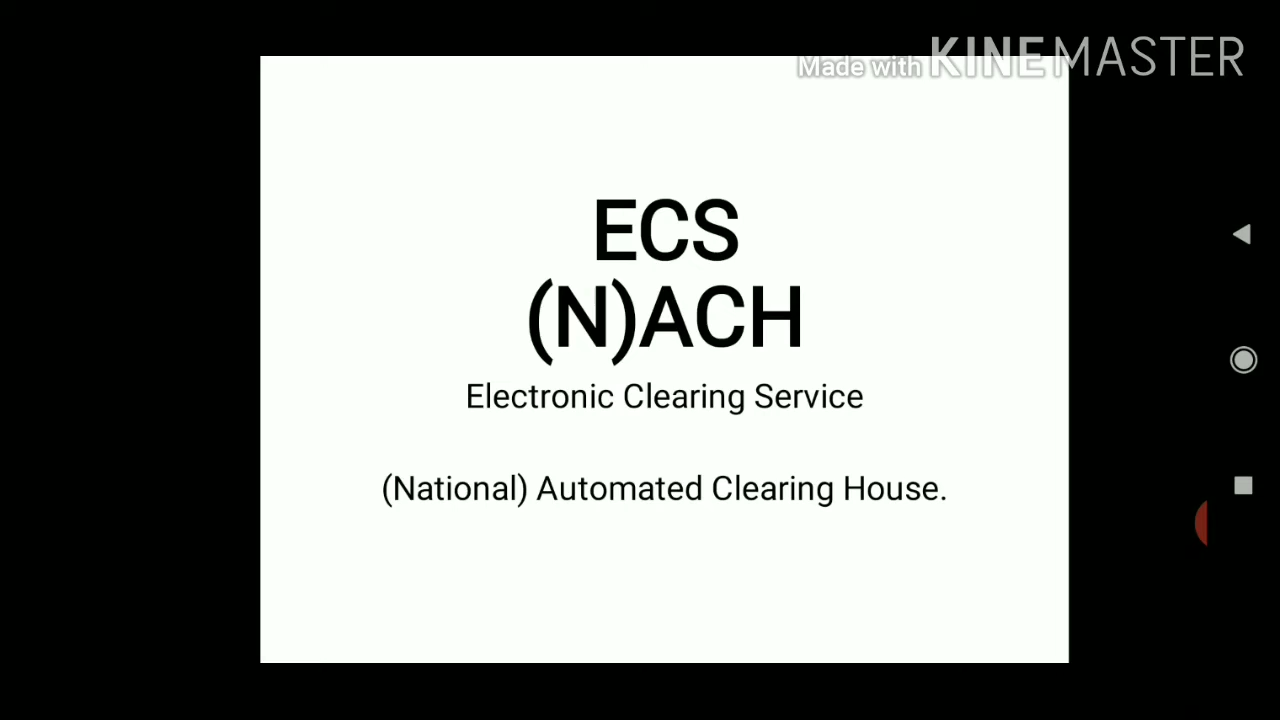 Made with KINEMASTER
ECS
(N)ACH
Electronic Clearing Service
(National) Automated Clearing House.